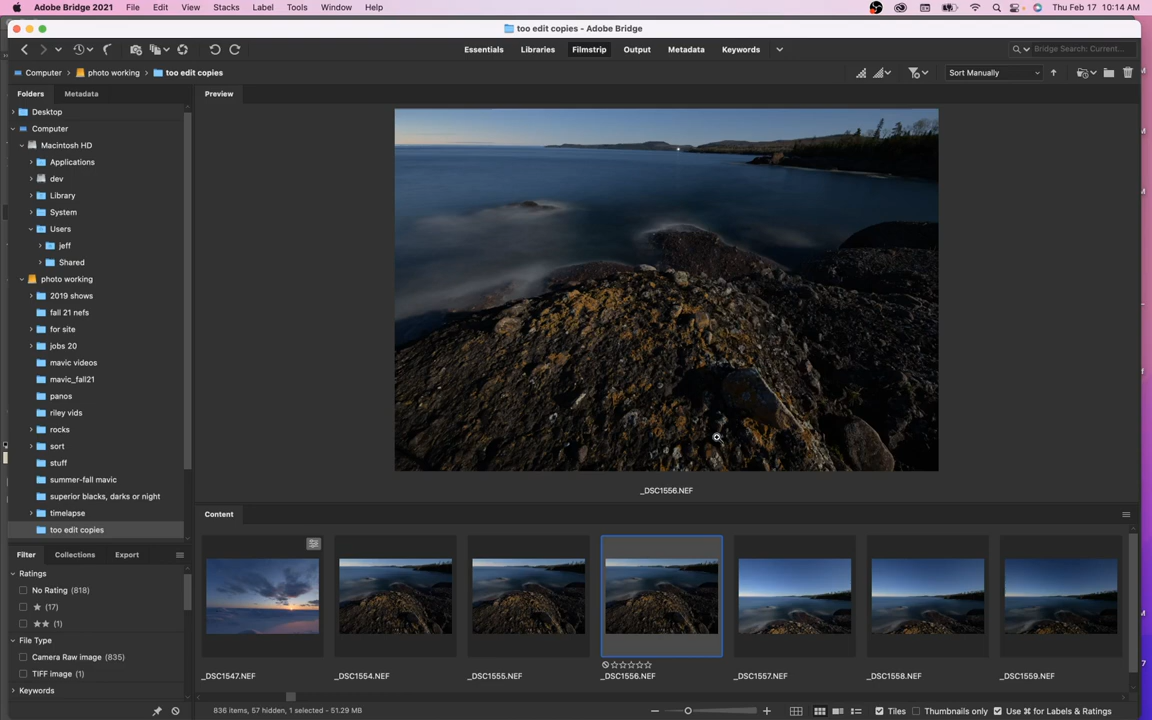 Adobe Bridge 2021 File Edit View Stacks Label Tools Window Help Thu Feb 17 10:14 AM
too edit copies - Adobe Bridge
Essentials Libraries Filmstrip Output Metadata Keywords Bridge Search: Current...
Computer photo working too edit copies Sort Manually
Folders Metadata Preview
Desktop
Computer
Macintosh HD
Applications
dev
Library
System
Users
jeff
Shared
photo working
2019 shows
fall 21 nefs
for site
jobs 20
mavic videos
mavic_fall21
panos
riley vids
rocks
sort
stuff
summer-fall mavic
superior blacks, darks or night
timelapse
too edit copies
_DSC1556.NEF
Content
Filter Collections Export
Ratings
No Rating (818)
★ (17)
★★ (1)
File Type
Camera Raw image (835)
TIFF image (1)
Keywords
_DSC1547.NEF _DSC1554.NEF _DSC1555.NEF _DSC1556.NEF _DSC1557.NEF _DSC1558.NEF _DSC1559.NEF
836 items, 57 hidden, 1 selected - 51.29 MB Tiles Thumbnails only Use ⌘ for Labels & Ratings